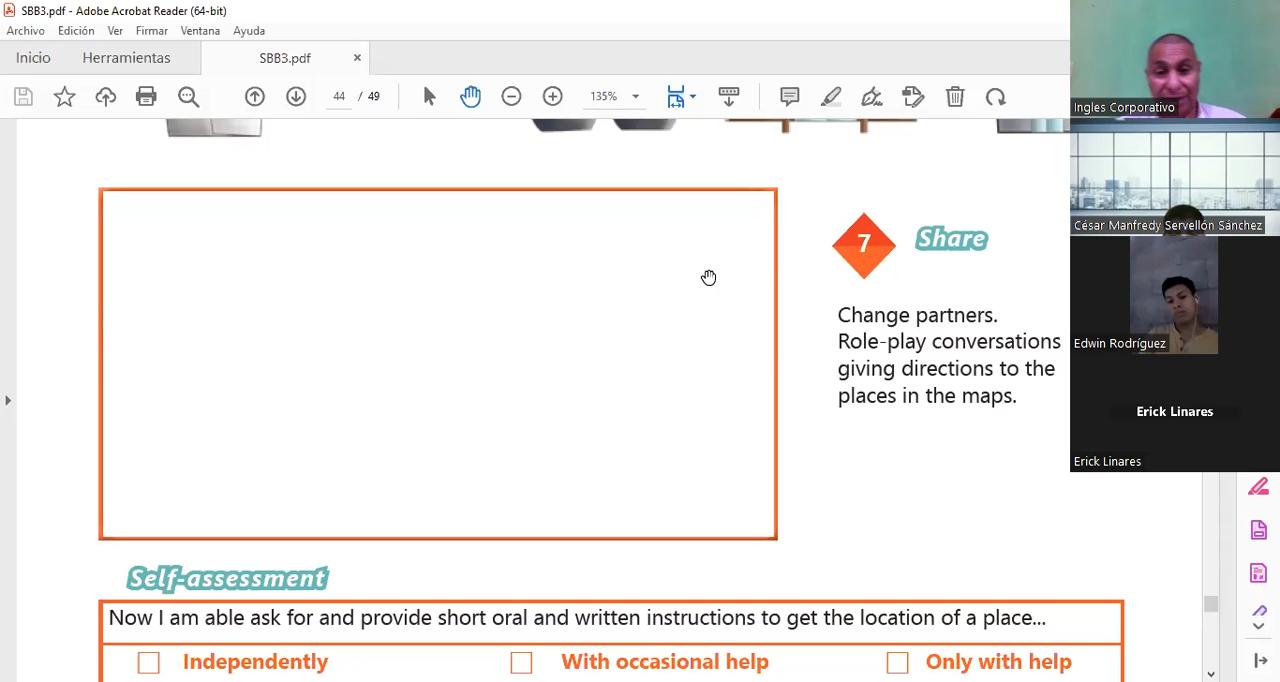 SBB3.pdf - Adobe Acrobat Reader (64-bit)
Archivo Edición Ver Firmar Ventana Ayuda
Inicio Herramientas SBB3.pdf ×
44 / 49 135%
7 Share
Change partners.
Role-play conversations
giving directions to the
places in the maps.
Self-assessment
Now I am able ask for and provide short oral and written instructions to get the location of a place...
Independently With occasional help Only with help
Ingles Corporativo
César Manfredy Servellón Sánchez
Edwin Rodríguez
Erick Linares
Erick Linares